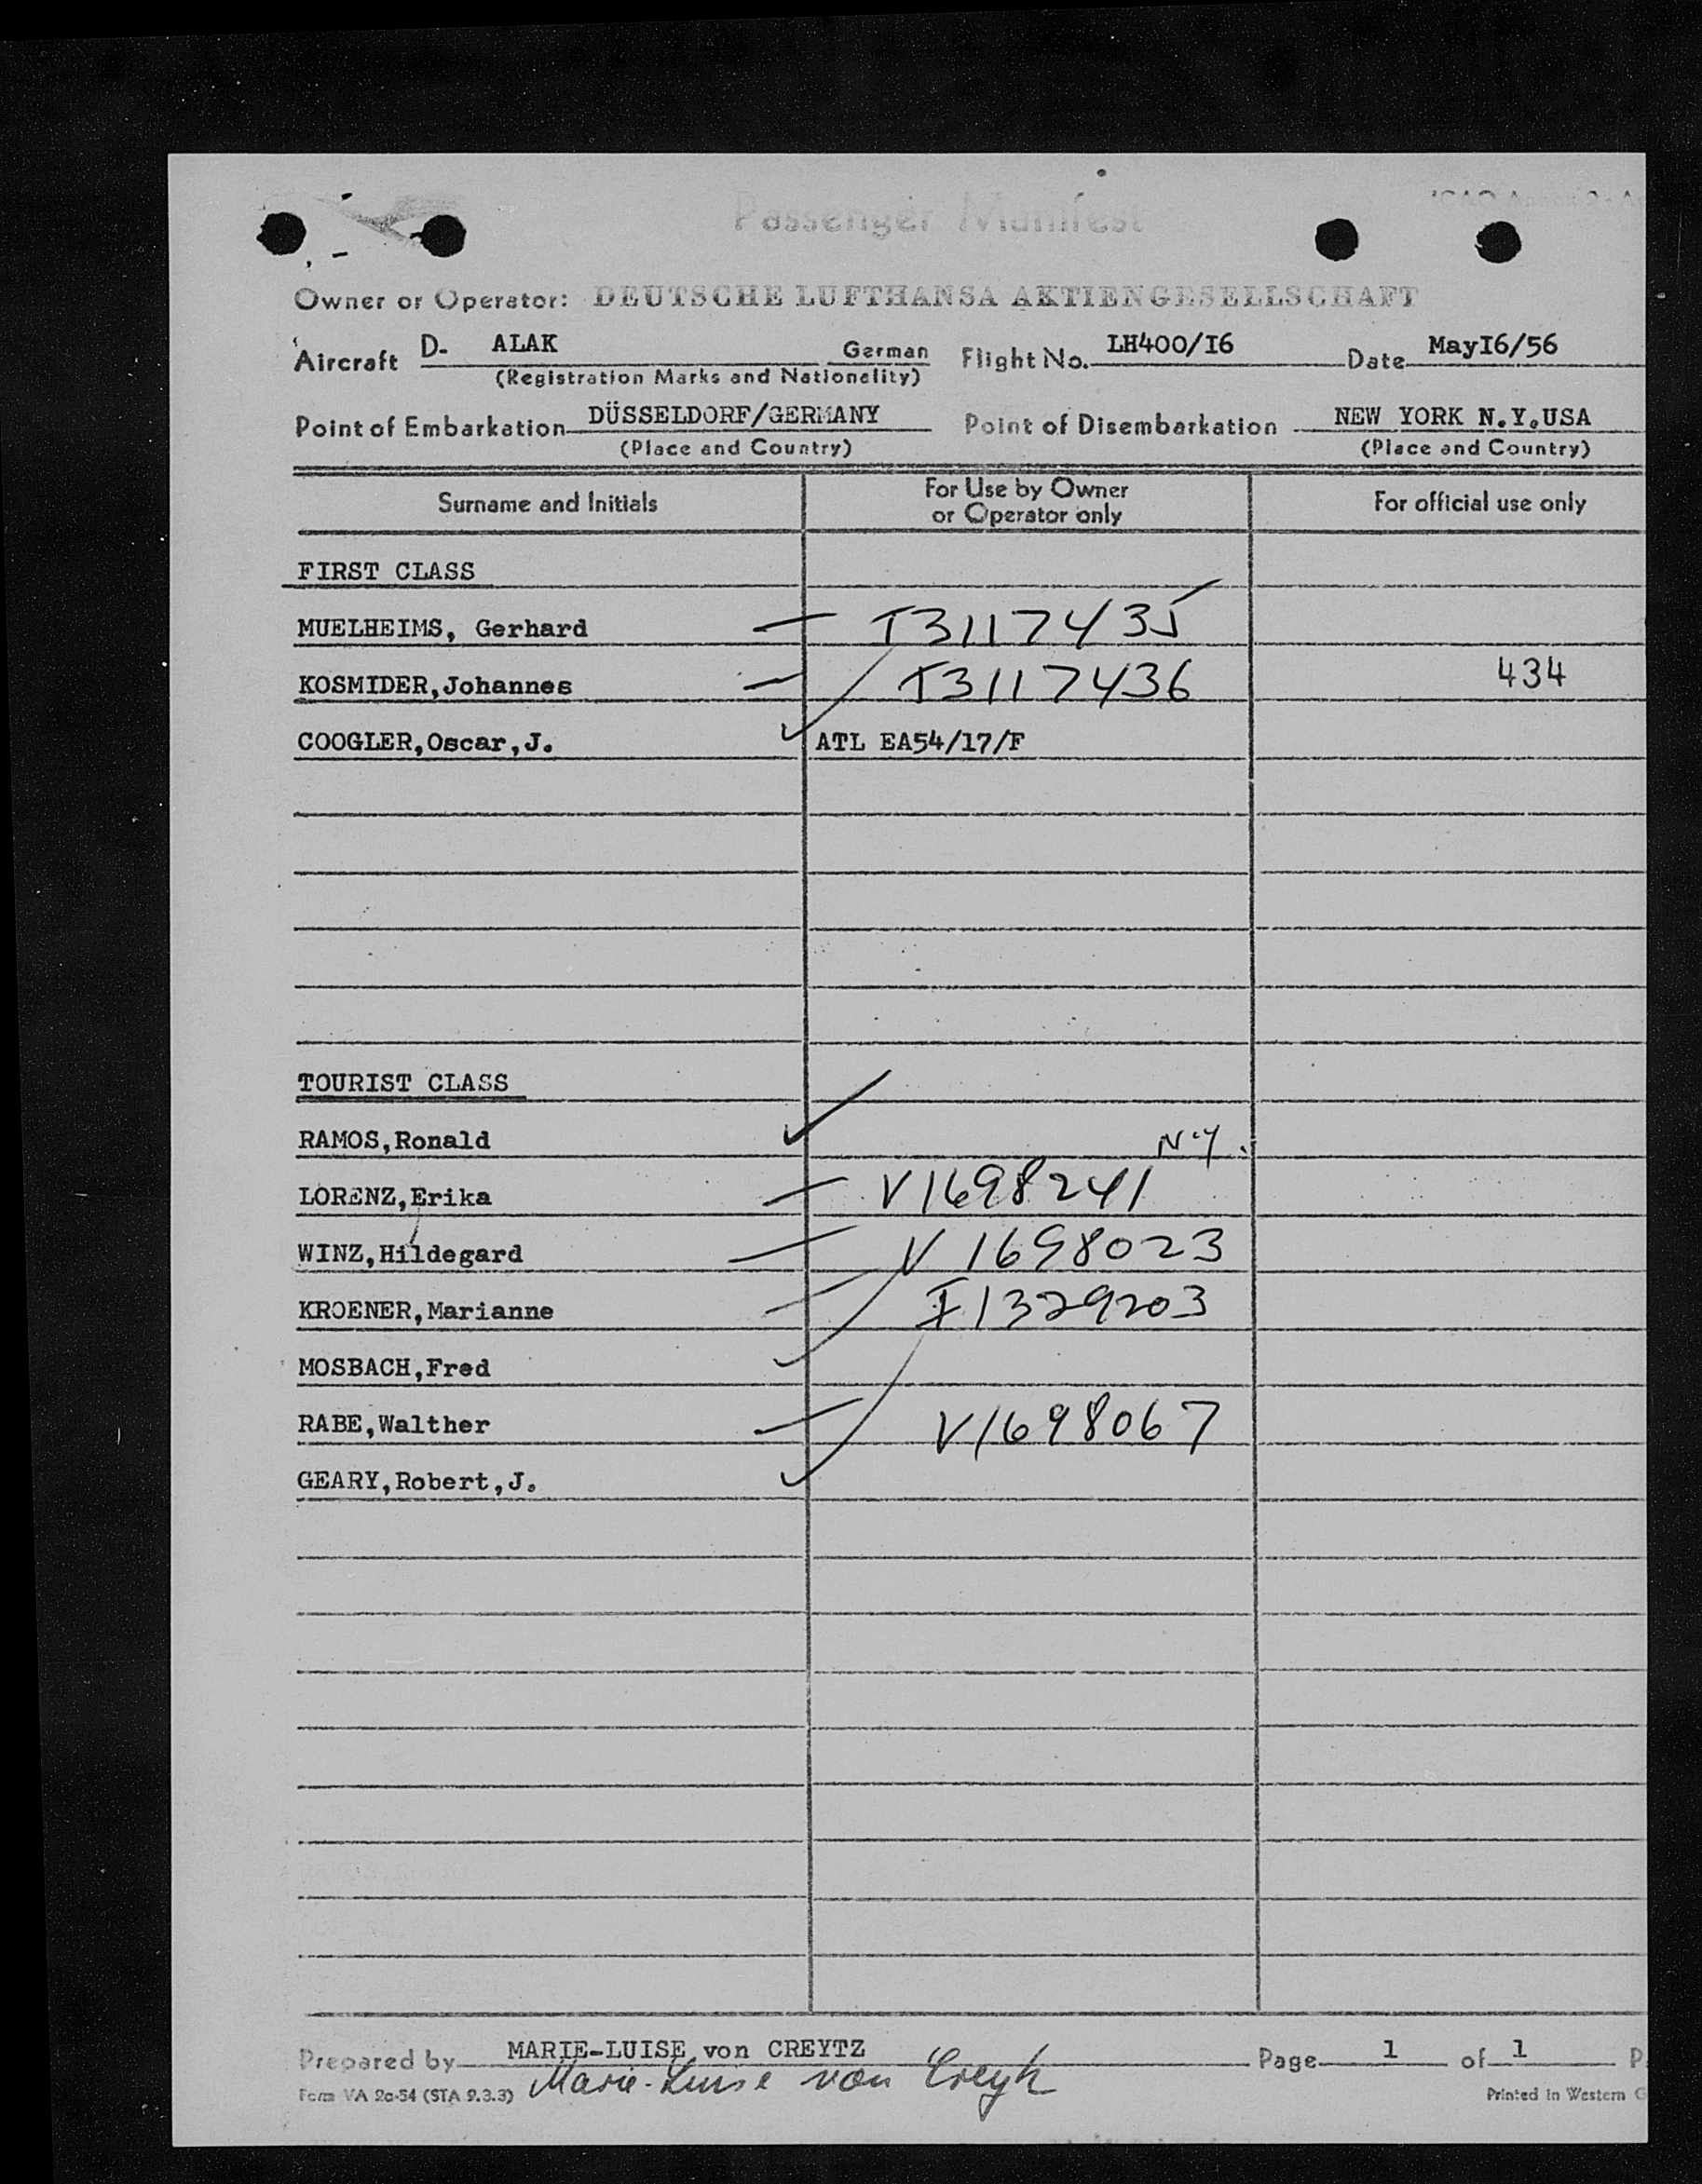 Passenger Manifest
Owner or Operator: DEUTSCHE LUFTHANSA AKTIENGESELLSCHAFT
Aircraft D- ALAK German Flight No. LH400/I6 Date MayI6/56
(Registration Marks and Nationality)
Point of Embarkation DÜSSELDORF/GERMANY Point of Disembarkation NEW YORK N.Y.USA
(Place and Country) (Place and Country)
Surname and Initials For Use by Owner or Operator only For official use only
FIRST CLASS
MUELHEIMS, Gerhard T3117435
KOSMIDER,Johannes T3117436 434
COOGLER,Oscar,J. ATL EA54/17/F
TOURIST CLASS
RAMOS,Ronald N.Y.
LORENZ,Erika V1698241
WINZ,Hildegard V1698023
KROENER,Marianne I1329203
MOSBACH,Fred
RABE,Walther V1698067
GEARY,Robert,J.
Prepared by MARIE-LUISE von CREYTZ Page 1 of 1 P
Form VA 2a-54 (STA 9.3.3) Marie-Luise von Creytz Printed in Western G